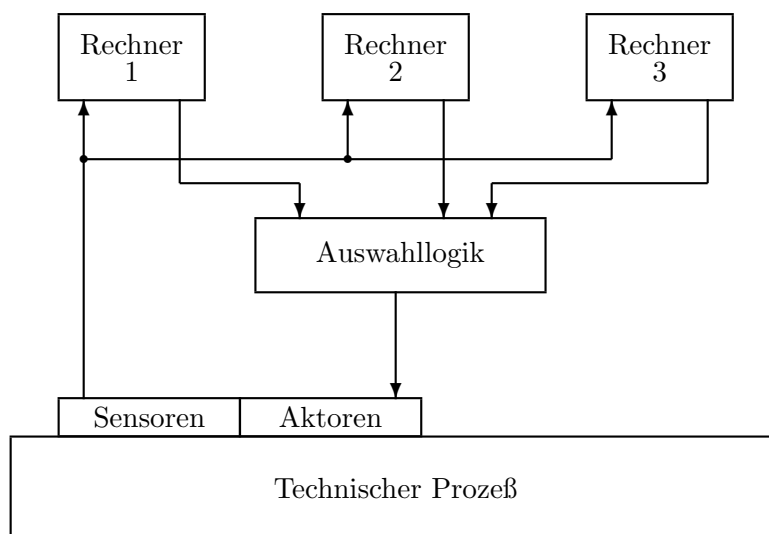 Rechner
1
Rechner
2
Rechner
3
Auswahllogik
Sensoren
Aktoren
Technischer Prozeß